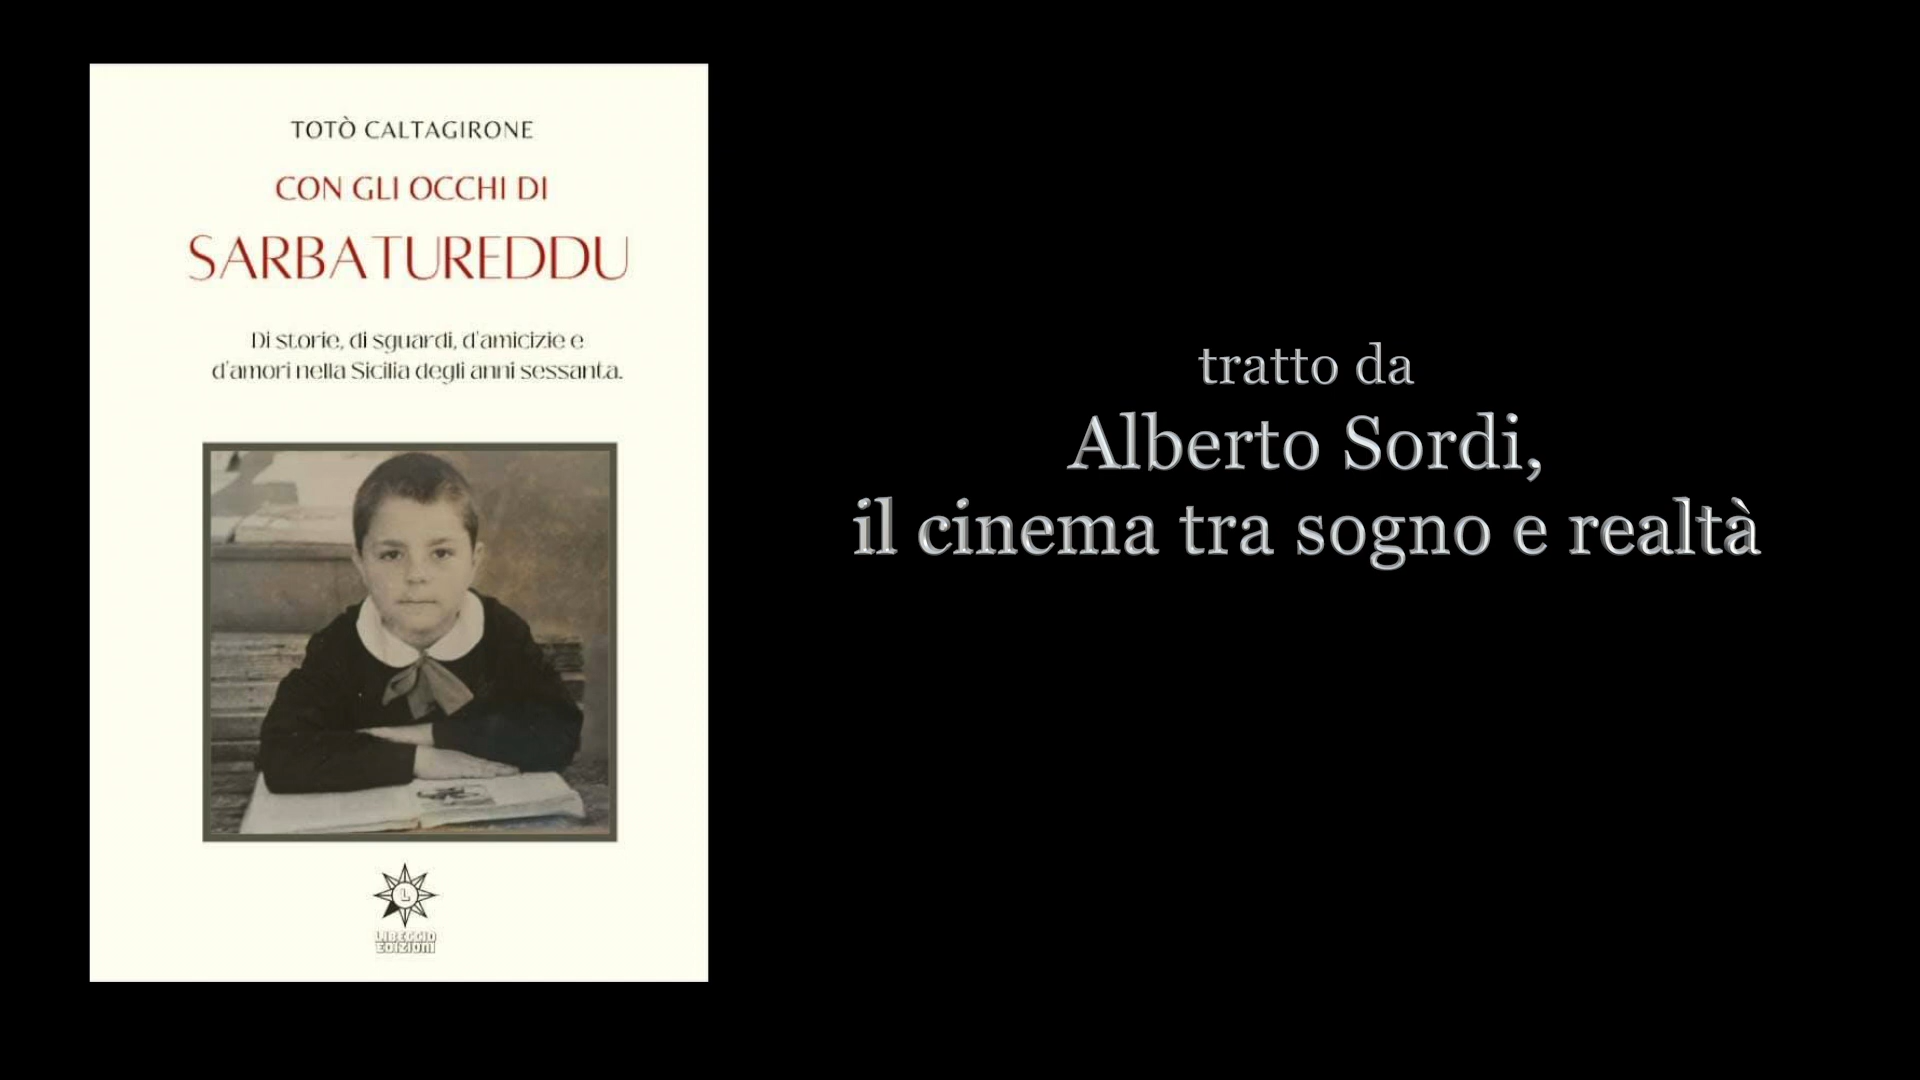 TOTÒ CALTAGIRONE
CON GLI OCCHI DI
SARBATUREDDU
Di storie, di sguardi, d'amicizie e
d'amori nella Sicilia degli anni sessanta.
L
LIBECCIO
EDIZIONI
tratto da
Alberto Sordi,
il cinema tra sogno e realtà